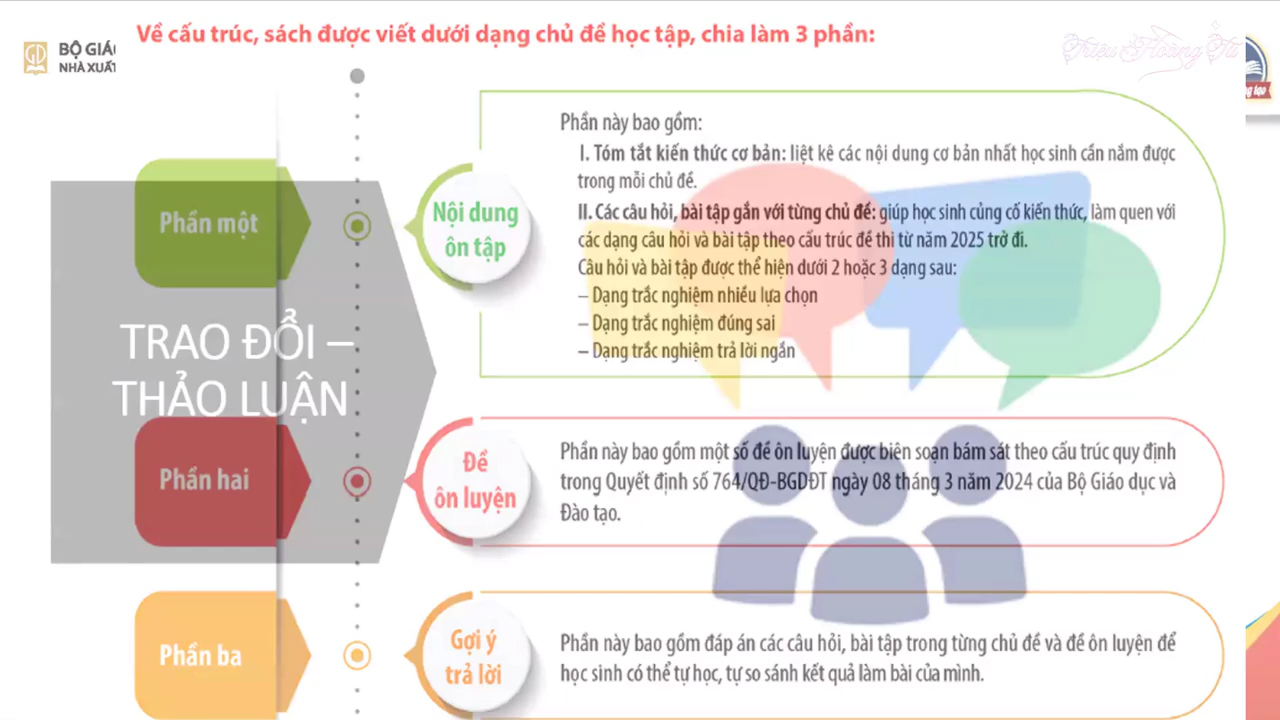 Về cấu trúc, sách được viết dưới dạng chủ đề học tập, chia làm 3 phần:
BỘ GIÁO
NHÀ XUẤT
Triệu Hoàng
Phần một
Nội dung
ôn tập
Phần này bao gồm:
I. Tóm tắt kiến thức cơ bản: liệt kê các nội dung cơ bản nhất học sinh cần nắm được
trong mỗi chủ đề.
II. Các câu hỏi, bài tập gắn với từng chủ đề: giúp học sinh củng cố kiến thức, làm quen với
các dạng câu hỏi và bài tập theo cấu trúc đề thi từ năm 2025 trở đi.
Câu hỏi và bài tập được thể hiện dưới 2 hoặc 3 dạng sau:
– Dạng trắc nghiệm nhiều lựa chọn
– Dạng trắc nghiệm đúng sai
– Dạng trắc nghiệm trả lời ngắn
TRAO ĐỔI –
THẢO LUẬN
Phần hai
Đề
ôn luyện
Phần này bao gồm một số đề ôn luyện được biên soạn bám sát theo cấu trúc quy định
trong Quyết định số 764/QĐ-BGDĐT ngày 08 tháng 3 năm 2024 của Bộ Giáo dục và
Đào tạo.
Phần ba
Gợi ý
trả lời
Phần này bao gồm đáp án các câu hỏi, bài tập trong từng chủ đề và đề ôn luyện để
học sinh có thể tự học, tự so sánh kết quả làm bài của mình.